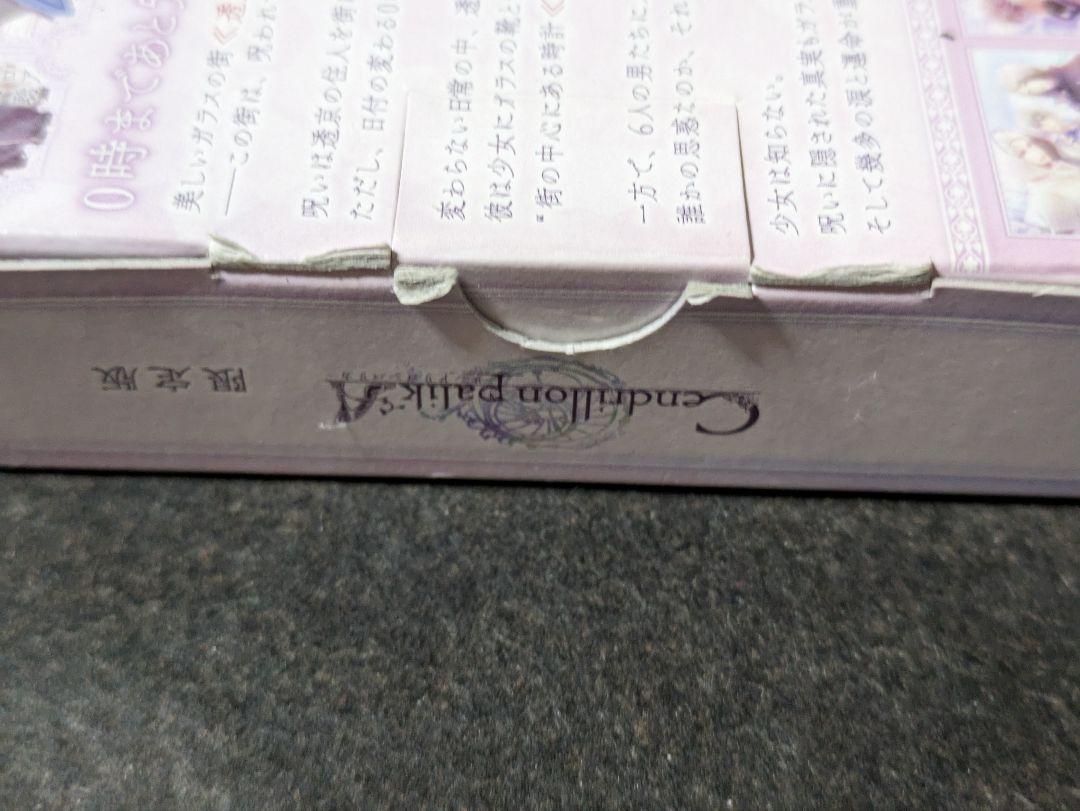 0時まであと
美しいガラスの街《透
――この街は、呪われ
呪いは透京の住人を街
ただし、日付の変わる0
変わらない日常の中、透
彼は少女にガラスの靴と
“街の中心にある時計《
一方で、6人の男たちに
誰かの思惑なのか、それ
少女は知らない。
呪いに隠された真実もガラ
そして幾多の涙と運命が重
Cendrillon palikA
限定版